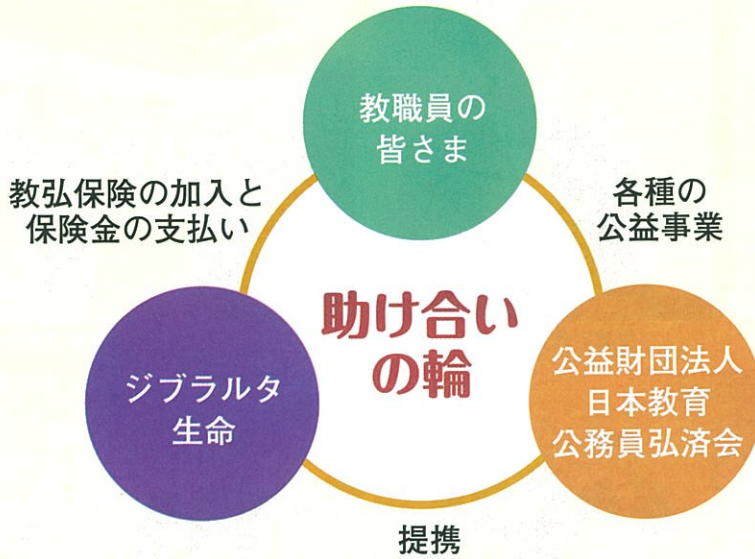 教職員の
皆さま
教弘保険の加入と
保険金の支払い
各種の
公益事業
助け合い
の輪
ジブラルタ
生命
公益財団法人
日本教育
公務員弘済会
提携